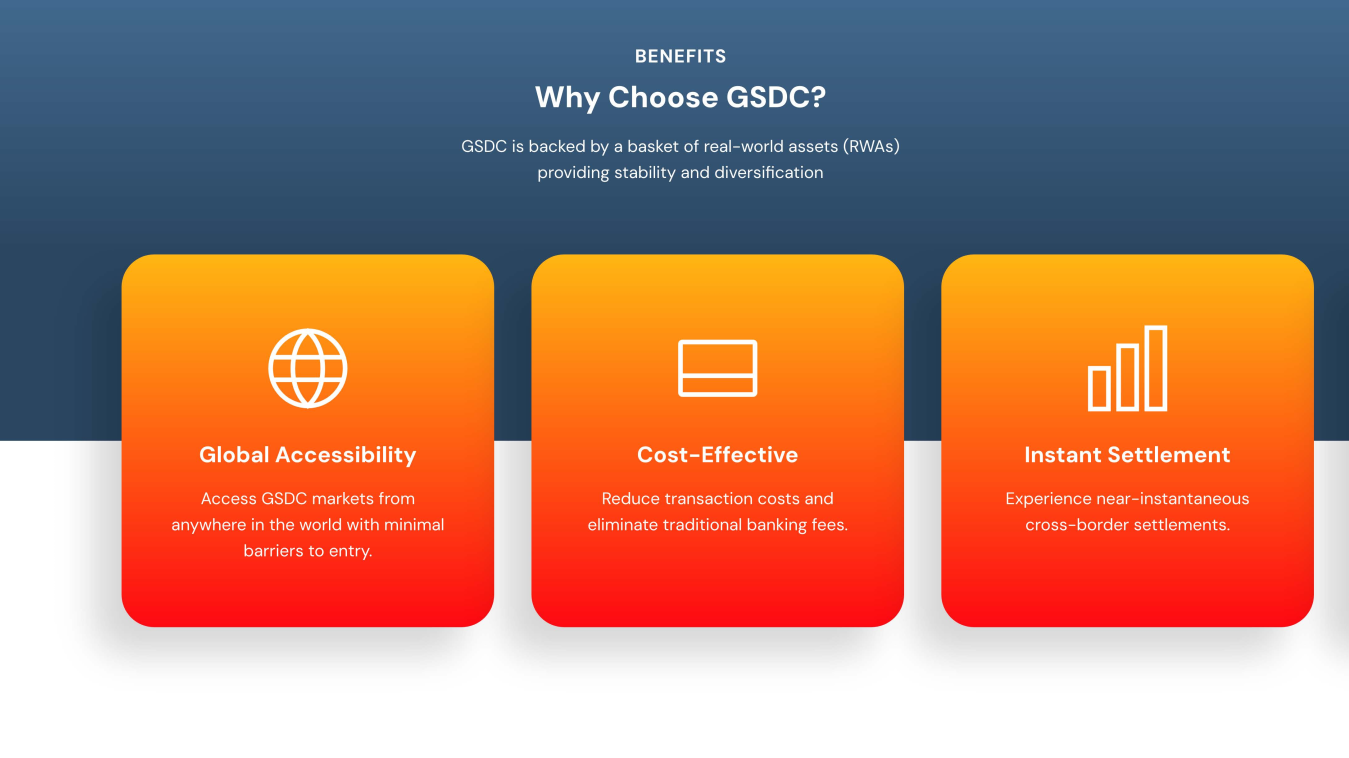 BENEFITS
Why Choose GSDC?
GSDC is backed by a basket of real-world assets (RWAs)
providing stability and diversification
Global Accessibility
Access GSDC markets from
anywhere in the world with minimal
barriers to entry.
Cost-Effective
Reduce transaction costs and
eliminate traditional banking fees.
Instant Settlement
Experience near-instantaneous
cross-border settlements.